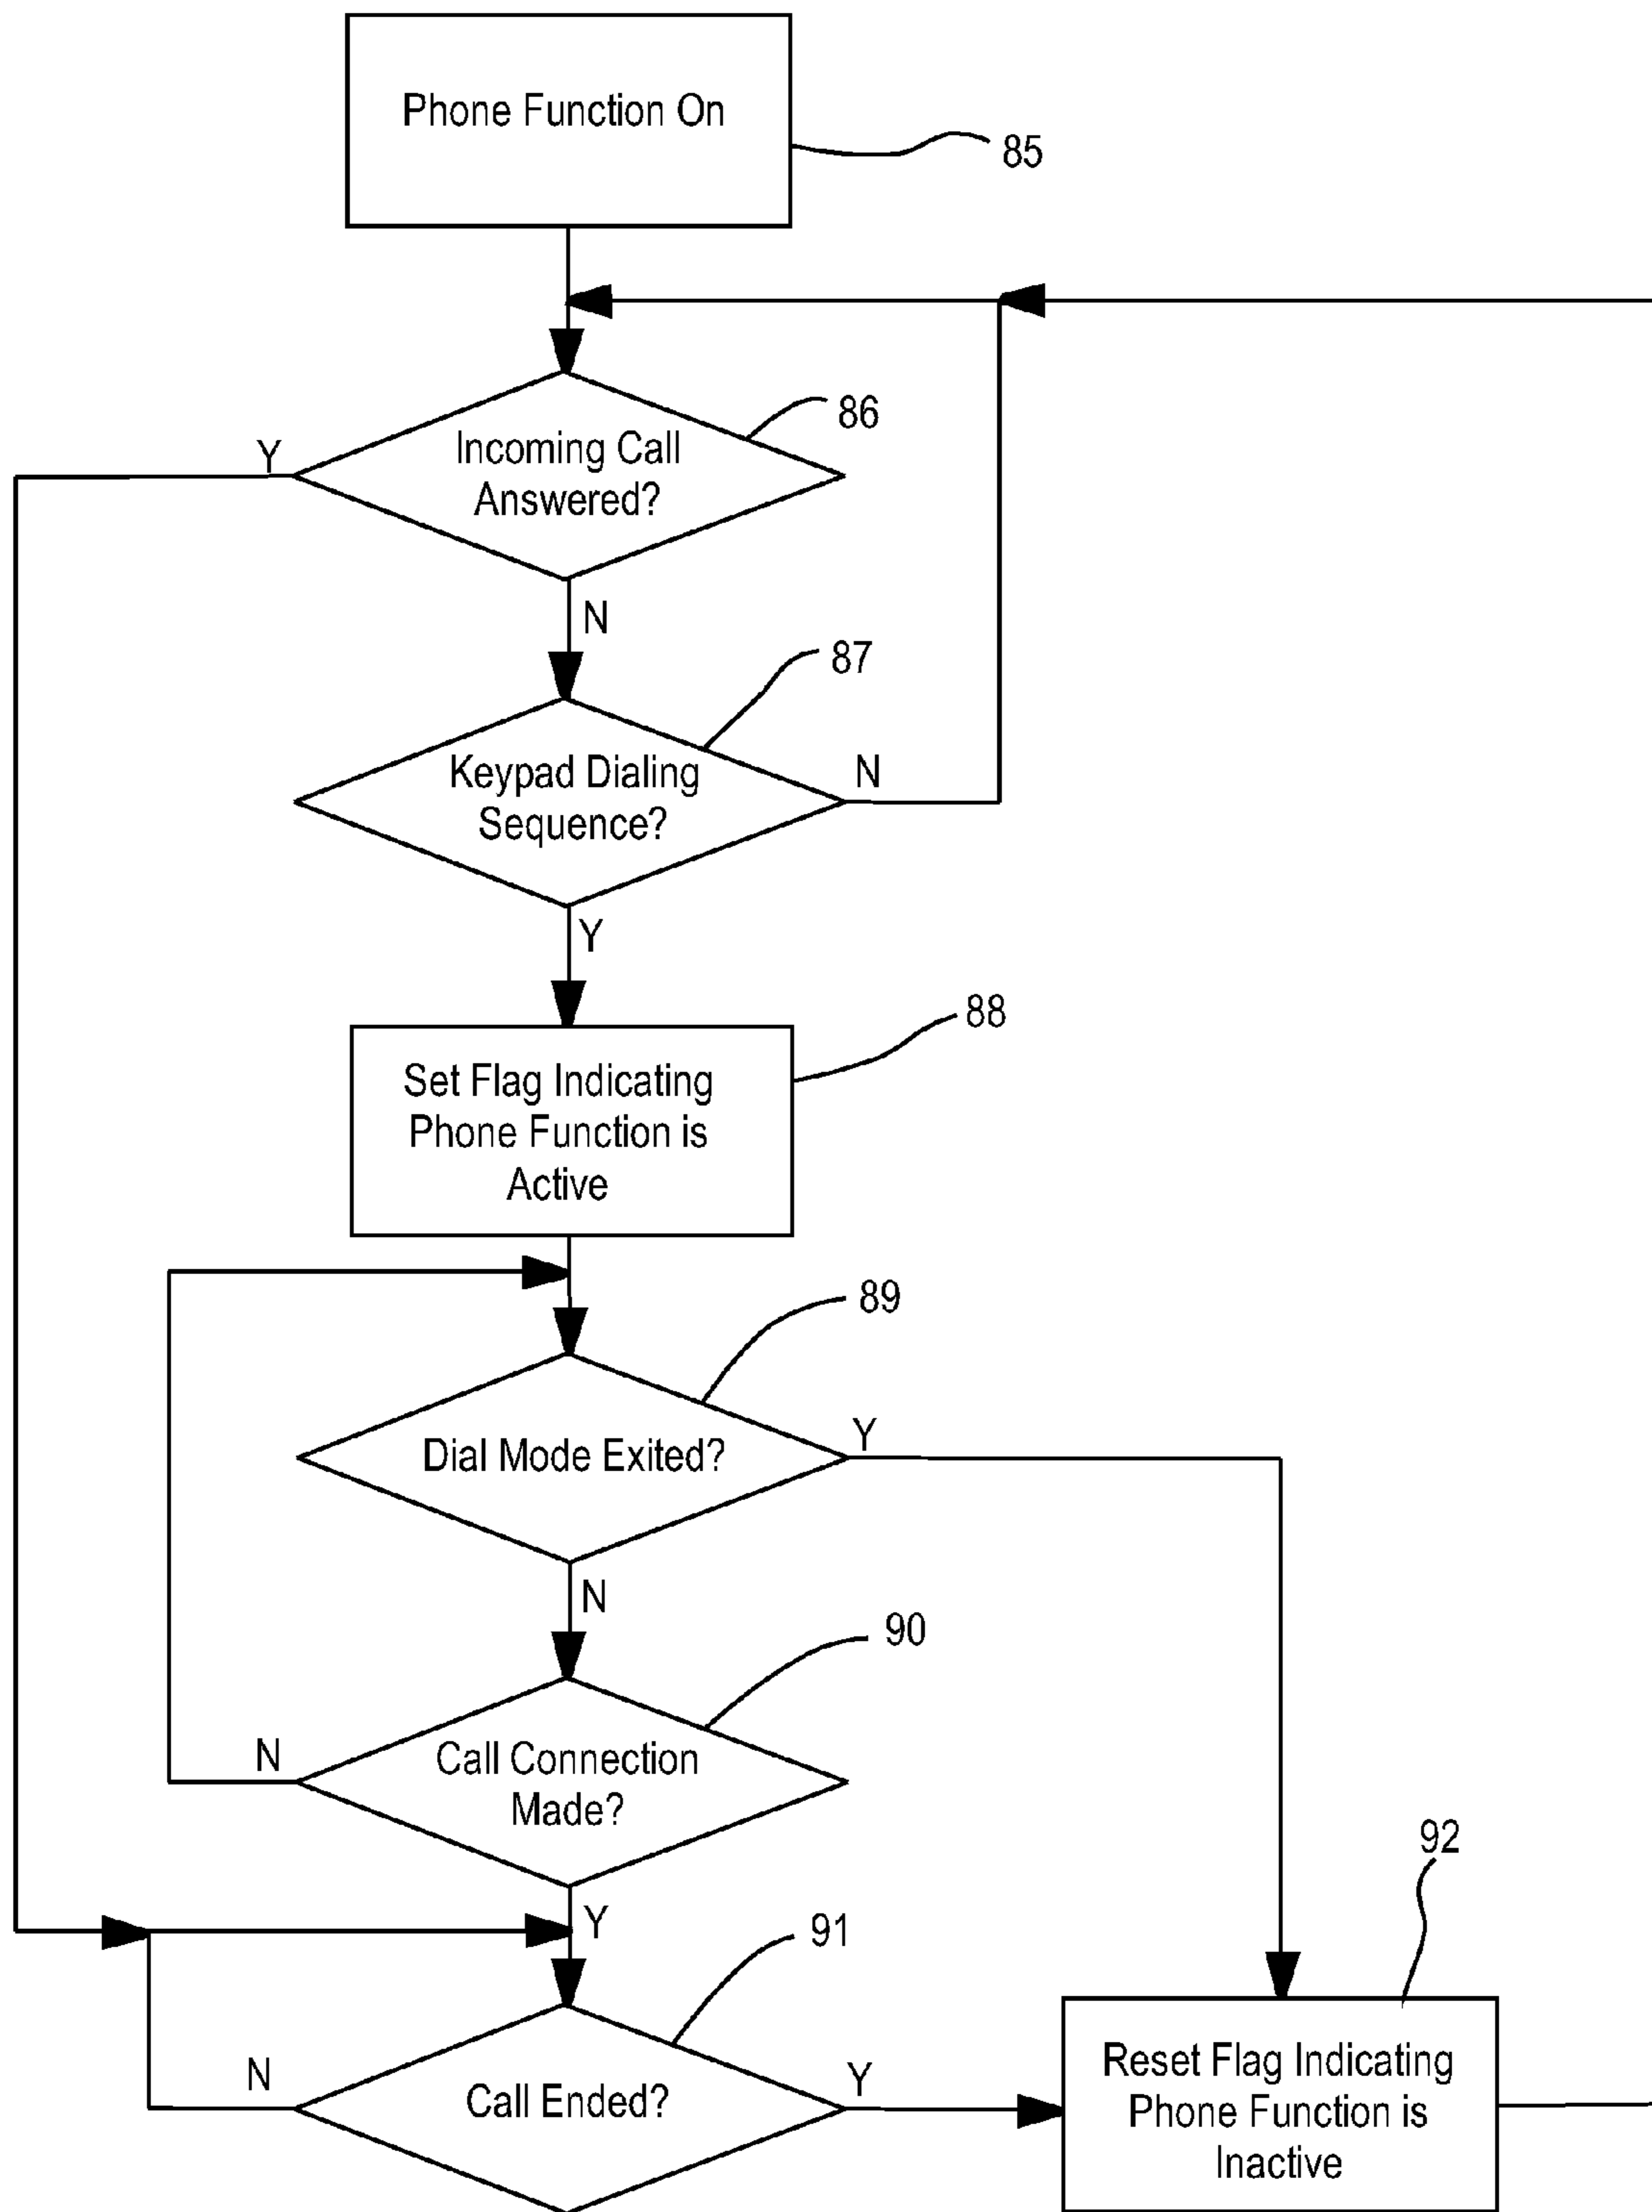 Phone Function On
85
86
Y
Incoming Call
Answered?
N
87
Keypad Dialing
Sequence?
N
Y
88
Set Flag Indicating
Phone Function is
Active
89
Dial Mode Exited?
Y
N
90
Call Connection
Made?
N
Y
91
92
Call Ended?
N
Y
Reset Flag Indicating
Phone Function is
Inactive